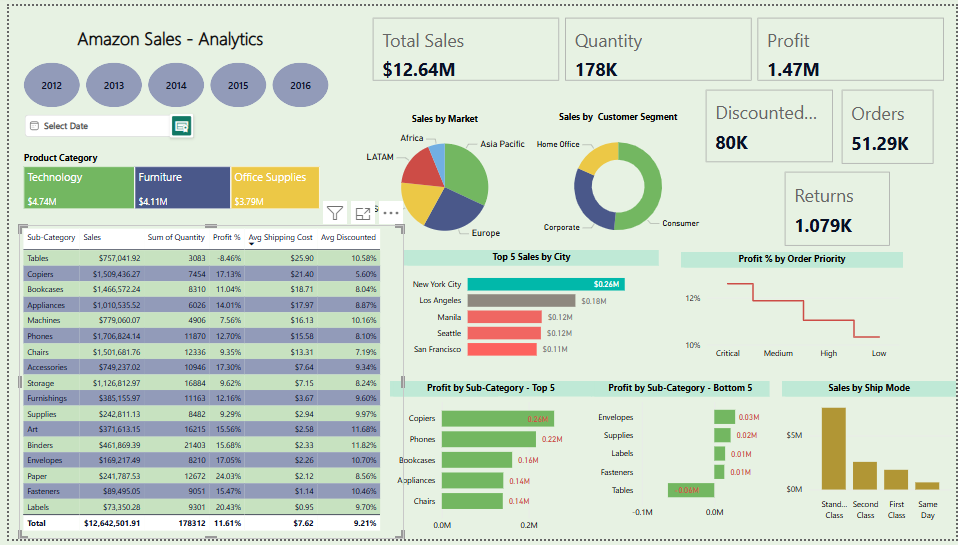 Amazon Sales - Analytics
2012 2013 2014 2015 2016
Select Date
Product Category
Technology Furniture Office Supplies
$4.74M $4.11M $3.79M
Total Sales
$12.64M
Quantity
178K
Profit
1.47M
Discounted...
80K
Orders
51.29K
Returns
1.079K
Sales by Market
Africa
Asia Pacific
LATAM
Europe
Sales by Customer Segment
Home Office
Corporate
Consumer
Sub-Category Sales Sum of Quantity Profit % Avg Shipping Cost Avg Discounted
Tables $757,041.92 3083 -8.46% $25.90 10.58%
Copiers $1,509,436.27 7454 17.13% $21.40 5.60%
Bookcases $1,466,572.24 8310 11.04% $18.71 8.04%
Appliances $1,010,535.52 6026 14.01% $17.97 8.87%
Machines $779,060.07 4906 7.56% $16.13 10.16%
Phones $1,706,824.14 11870 12.70% $15.58 8.10%
Chairs $1,501,681.76 12336 9.35% $13.31 7.19%
Accessories $749,237.02 10946 17.30% $7.64 9.34%
Storage $1,126,812.97 16884 9.62% $7.15 8.24%
Furnishings $385,155.97 11163 12.16% $3.67 9.60%
Supplies $242,811.13 8482 9.29% $2.94 9.97%
Art $371,613.15 16215 15.56% $2.58 11.68%
Binders $461,869.39 21403 15.68% $2.33 11.82%
Envelopes $169,217.49 8210 17.05% $2.26 10.70%
Paper $241,787.53 12672 24.03% $2.12 8.56%
Fasteners $89,495.05 9051 15.47% $1.14 10.46%
Labels $73,350.28 9301 20.43% $0.95 9.70%
Total $12,642,501.91 178312 11.61% $7.62 9.21%
Top 5 Sales by City
New York City $0.26M
Los Angeles $0.18M
Manila $0.12M
Seattle $0.12M
San Francisco $0.11M
Profit % by Order Priority
12%
10%
Critical Medium High Low
Profit by Sub-Category - Top 5
Copiers 0.26M
Phones 0.22M
Bookcases 0.16M
Appliances 0.14M
Chairs 0.14M
0.0M 0.2M
Profit by Sub-Category - Bottom 5
Envelopes 0.03M
Supplies 0.02M
Labels 0.01M
Fasteners 0.01M
Tables -0.06M
-0.1M 0.0M
Sales by Ship Mode
$5M
$0M
Stand... Second First Same
Class Class Class Day